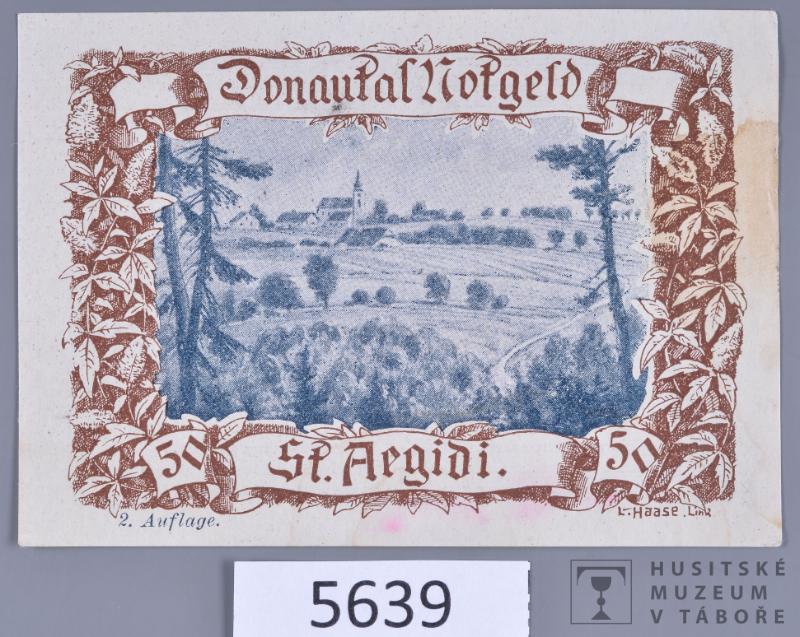 Donautal Notgeld
50 St. Aegidi. 50
2. Auflage.
L. Haase. Linz
5639
HUSITSKÉ
MUZEUM
V TÁBOŘE